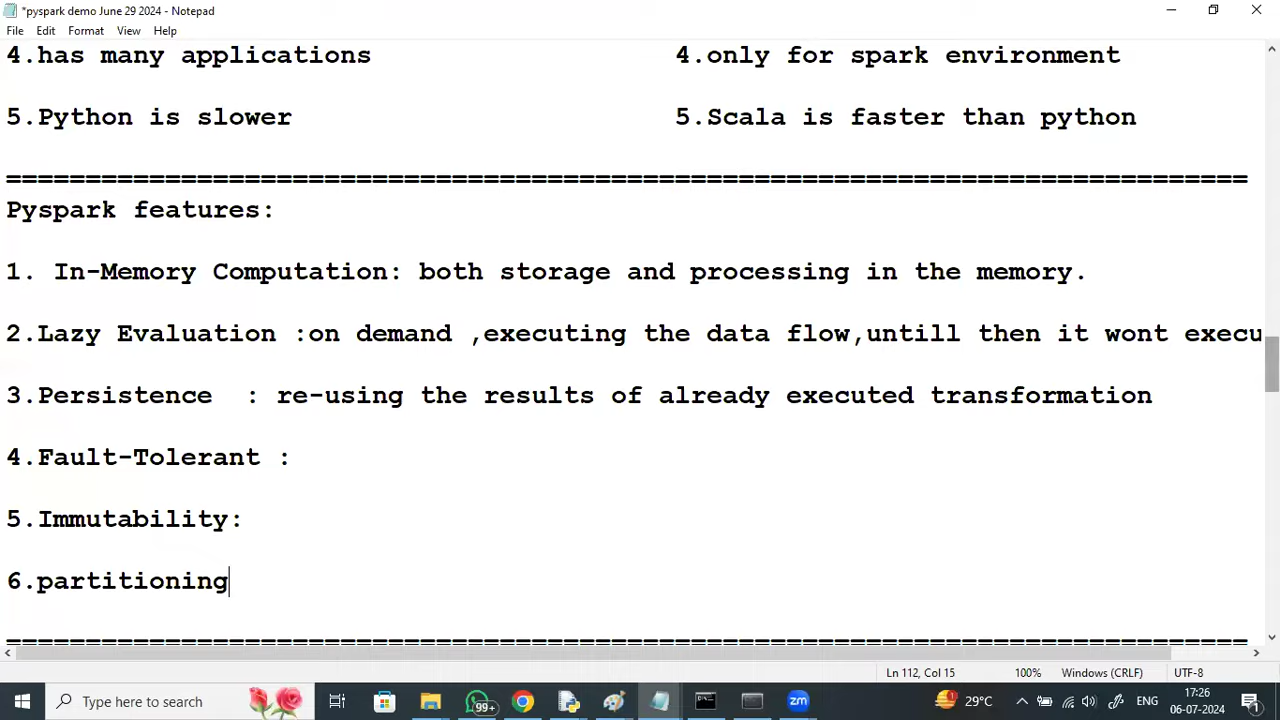 *pyspark demo June 29 2024 - Notepad
File Edit Format View Help
4.has many applications 4.only for spark environment
5.Python is slower 5.Scala is faster than python
===============================================================================
Pyspark features:
1. In-Memory Computation: both storage and processing in the memory.
2.Lazy Evaluation :on demand ,executing the data flow,untill then it wont execu
3.Persistence : re-using the results of already executed transformation
4.Fault-Tolerant :
5.Immutability:
6.partitioning
===============================================================================
Ln 112, Col 15 100% Windows (CRLF) UTF-8
Type here to search 99+ 29°C ENG 17:26 06-07-2024 1